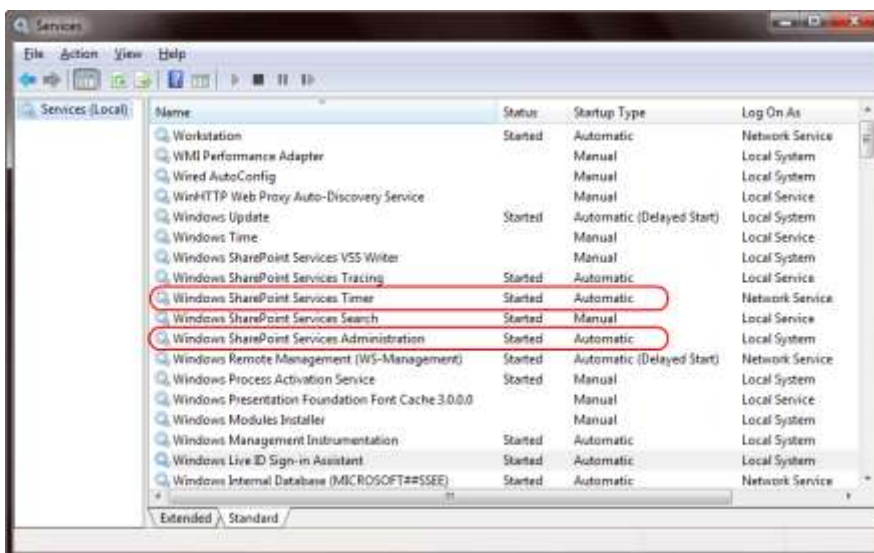 Services
File Action View Help
Services (Local)
Name Status Startup Type Log On As
Workstation Started Automatic Network Service
WMI Performance Adapter Manual Local System
Wired AutoConfig Manual Local System
WinHTTP Web Proxy Auto-Discovery Service Manual Local Service
Windows Update Started Automatic (Delayed Start) Local System
Windows Time Manual Local Service
Windows SharePoint Services VSS Writer Manual Local System
Windows SharePoint Services Tracing Started Automatic Local Service
Windows SharePoint Services Timer Started Automatic Network Service
Windows SharePoint Services Search Started Manual Local Service
Windows SharePoint Services Administration Started Automatic Local System
Windows Remote Management (WS-Management) Started Automatic (Delayed Start) Network Service
Windows Process Activation Service Started Manual Local System
Windows Presentation Foundation Font Cache 3.0.0.0 Manual Local Service
Windows Modules Installer Manual Local System
Windows Management Instrumentation Started Automatic Local System
Windows Live ID Sign-in Assistant Started Automatic Local System
Windows Internal Database (MICROSOFT##SSEE) Started Automatic Network Service
Extended Standard